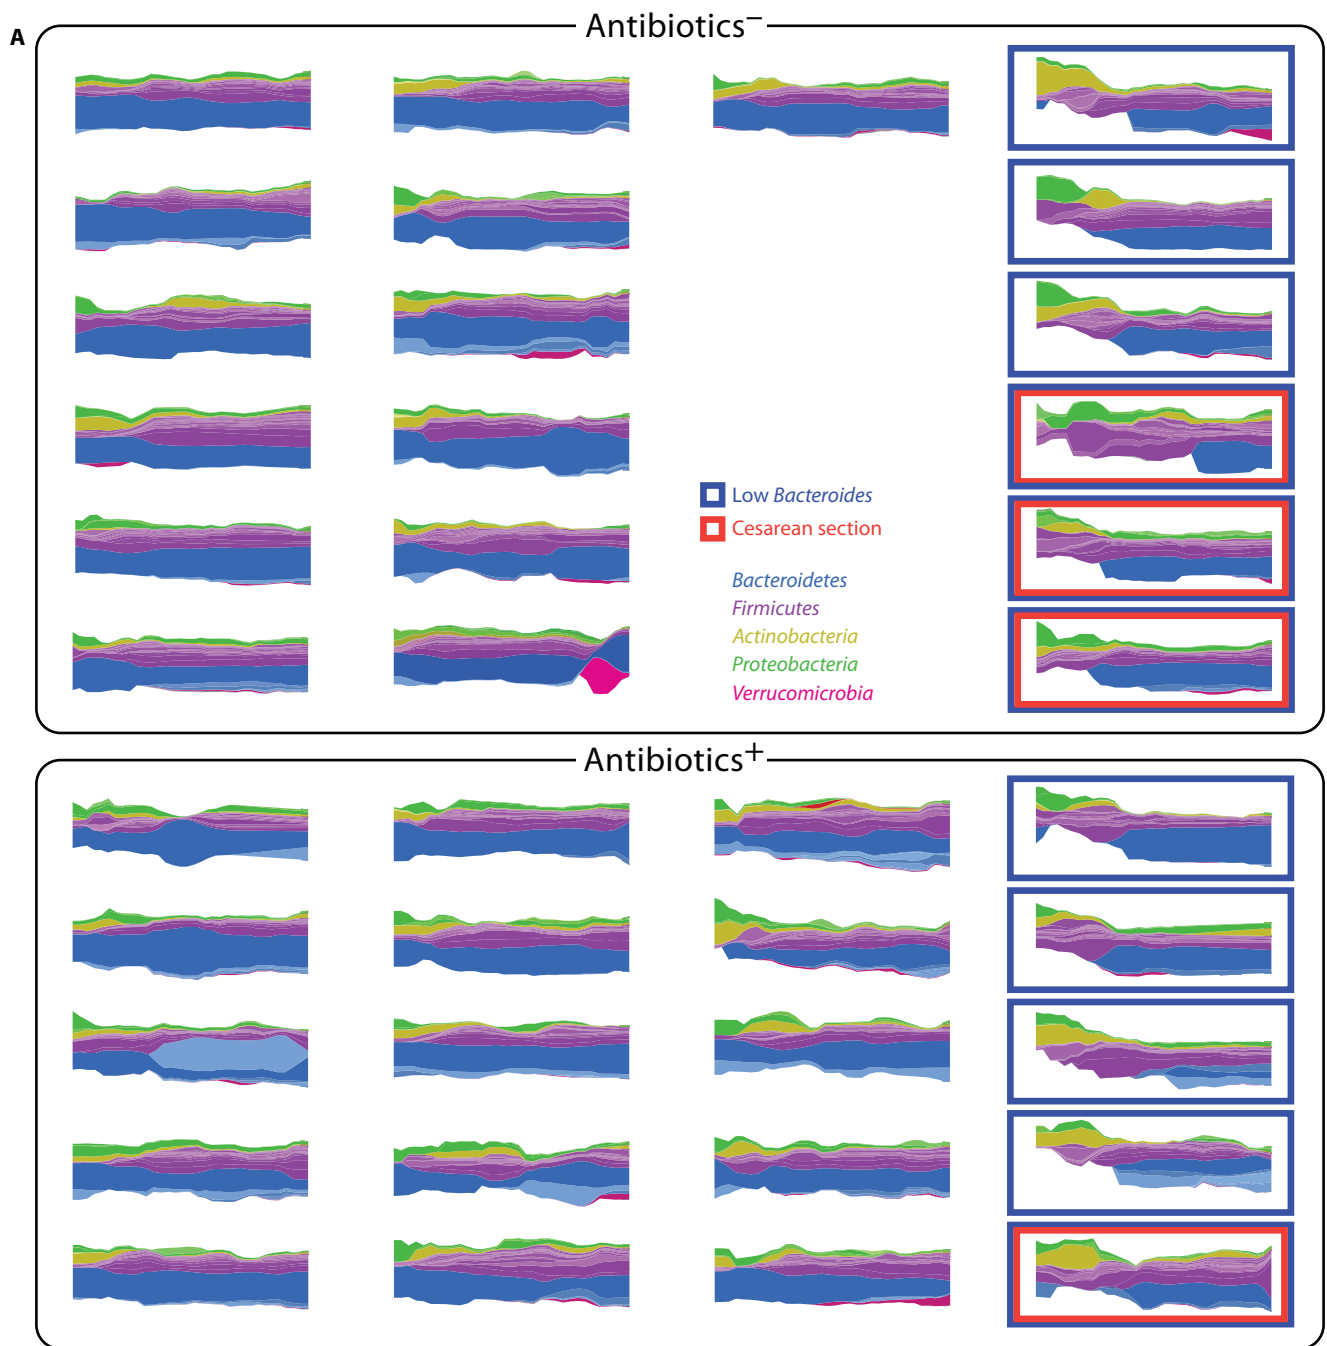 A
Antibiotics⁻
Low Bacteroides
Cesarean section
Bacteroidetes
Firmicutes
Actinobacteria
Proteobacteria
Verrucomicrobia
Antibiotics⁺